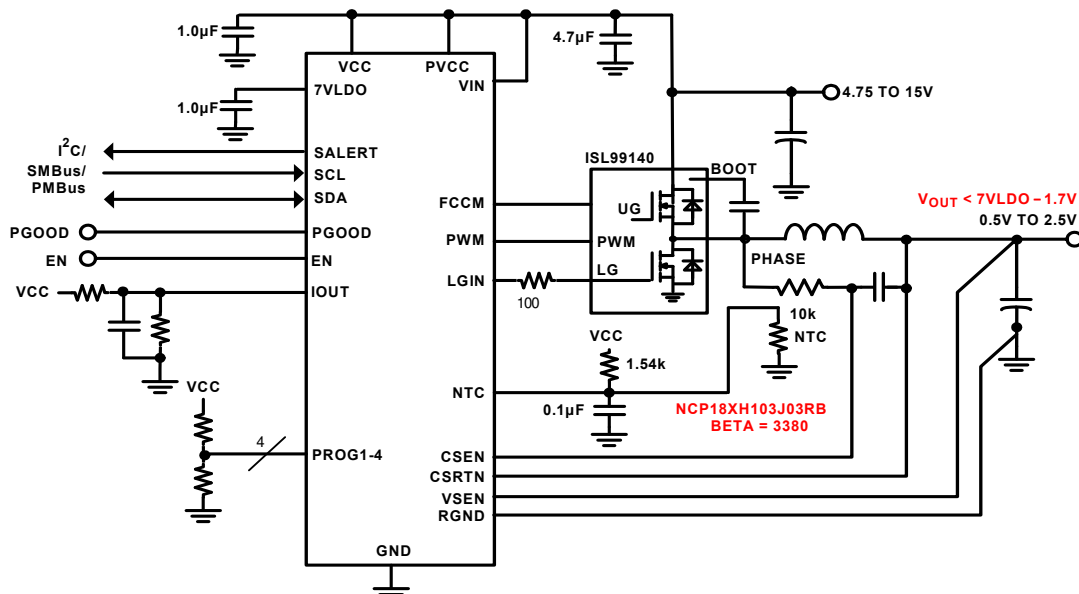 1.0µF
4.7µF
VCC
PVCC
VIN
7VLDO
1.0µF
4.75 TO 15V
I²C/
SMBus/
PMBus
SALERT
SCL
SDA
ISL99140
BOOT
FCCM
UG
VOUT < 7VLDO – 1.7V
0.5V TO 2.5V
PGOOD
PGOOD
PWM
PWM
PHASE
EN
EN
LGIN
LG
100
VCC
IOUT
10k
NTC
VCC
1.54k
VCC
NTC
0.1µF
NCP18XH103J03RB
BETA = 3380
4
PROG1-4
CSEN
CSRTN
VSEN
RGND
GND